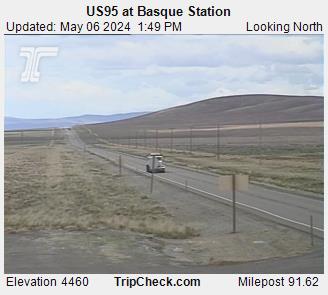 US95 at Basque Station
Updated: May 06 2024 1:49 PM Looking North
Elevation 4460 TripCheck.com Milepost 91.62